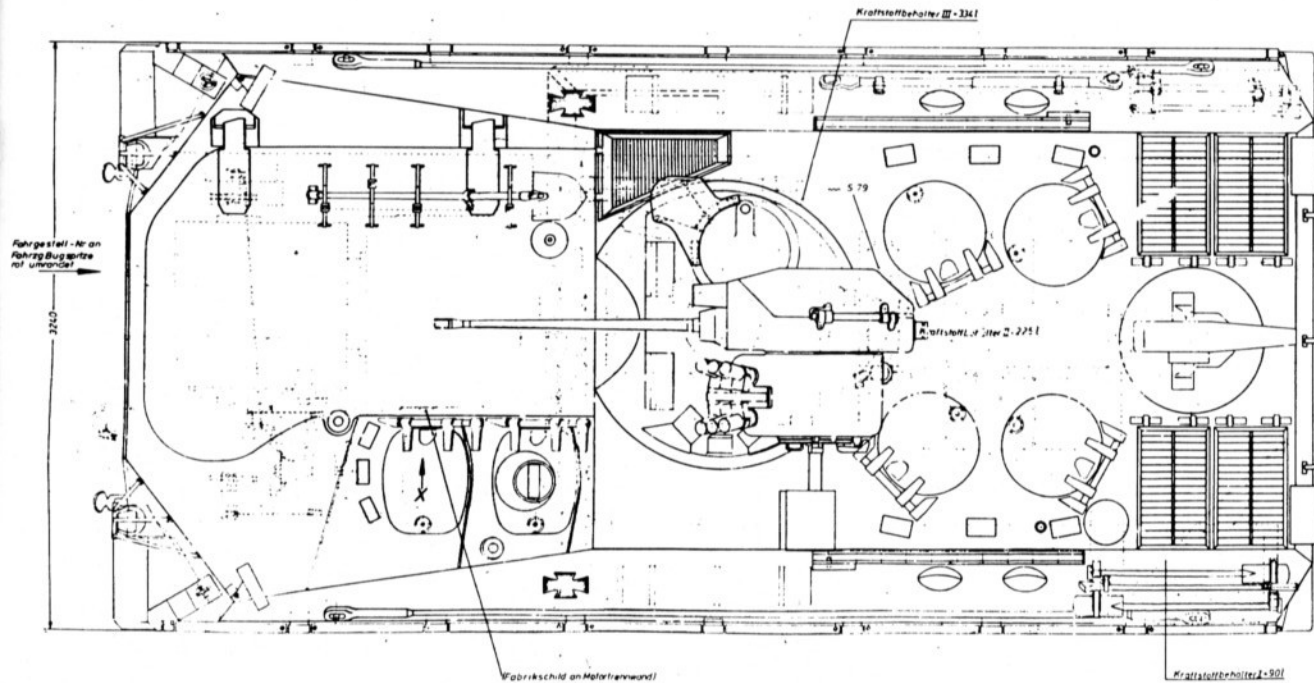 Kraftstoffbehälter III-334 l
~ S 79
Fahrgestell-Nr an
Fahrzg Bugspitze
rot umrandet
3240
Kraftstoffbehälter II-225 l
X
(Fabrikschild an Motortrennwand)
Kraftstoffbehälter I-90 l